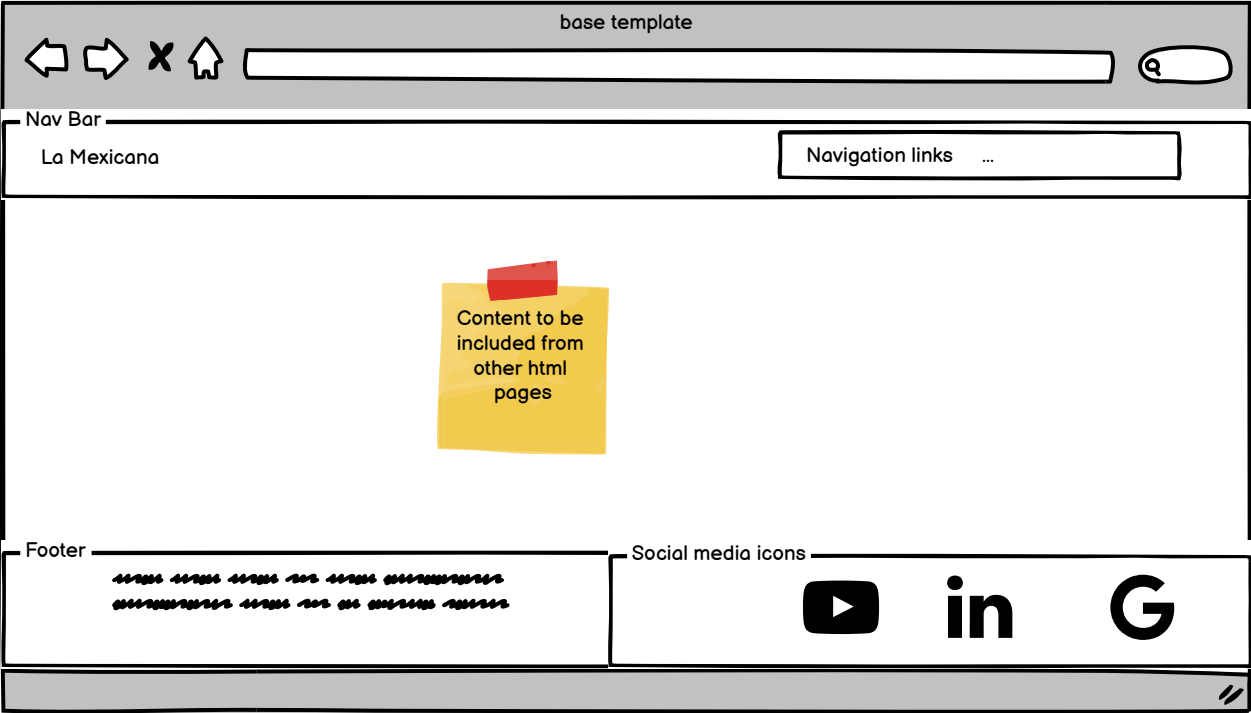 base template
Nav Bar
La Mexicana
Navigation links ...
Content to be
included from
other html
pages
Footer
Social media icons
in
G